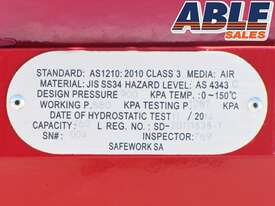 ABLE
SALES
STANDARD: AS1210: 2010 CLASS 3 MEDIA: AIR
MATERIAL: JIS SS34 HAZARD LEVEL: AS 4343
DESIGN PRESSURE KPA TEMP: 0~150°C
WORKING P. KPA TESTING P. KPA
DATE OF HYDROSTATIC TEST / 20
CAPACITY: L REG. NO.: SD-
SN#: INSPECTOR:
SAFEWORK SA